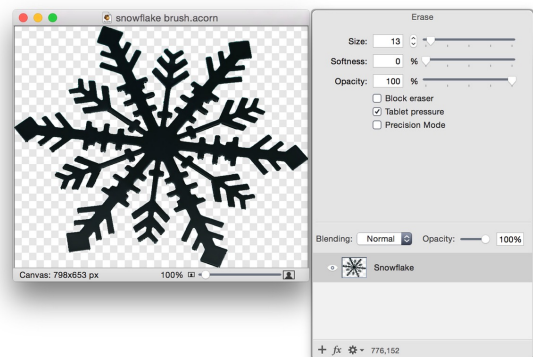 snowflake brush.acorn
Canvas: 798x653 px
100%
Erase
Size: 13
Softness: 0 %
Opacity: 100 %
Block eraser
Tablet pressure
Precision Mode
Blending: Normal Opacity: 100%
Snowflake
+ fx 776,152